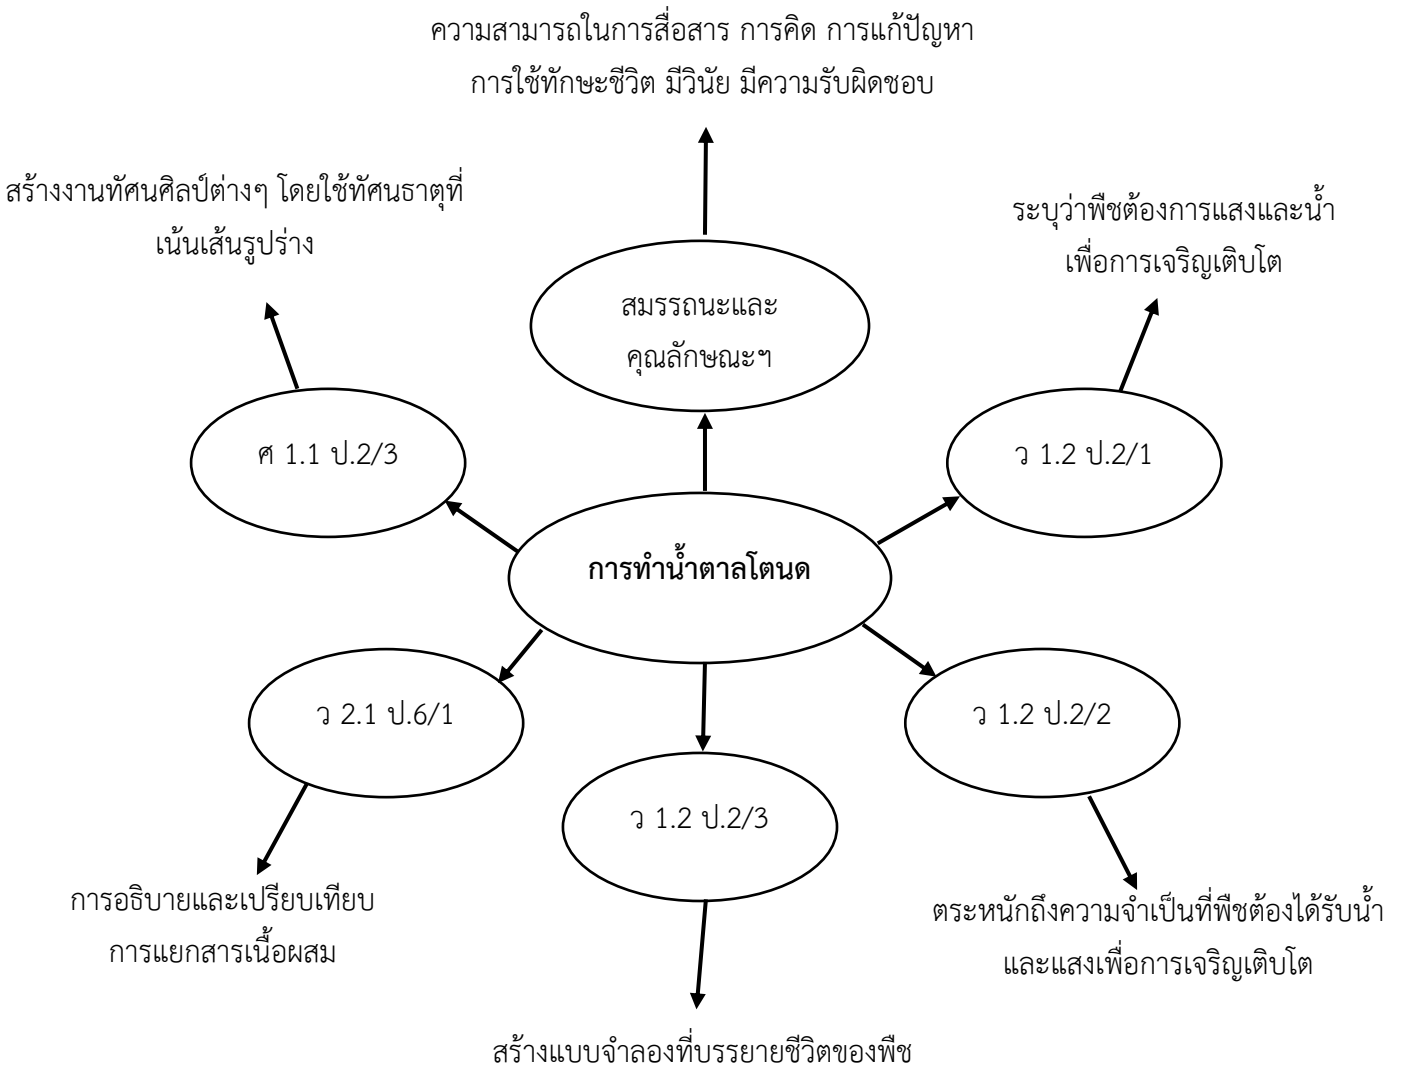 ความสามารถในการสื่อสาร การคิด การแก้ปัญหา
การใช้ทักษะชีวิต มีวินัย มีความรับผิดชอบ
สร้างงานทัศนศิลป์ต่างๆ โดยใช้ทัศนธาตุที่
เน้นเส้นรูปร่าง
ระบุว่าพืชต้องการแสงและน้ำ
เพื่อการเจริญเติบโต
สมรรถนะและ
คุณลักษณะฯ
ศ 1.1 ป.2/3
ว 1.2 ป.2/1
การทำน้ำตาลโตนด
ว 2.1 ป.6/1
ว 1.2 ป.2/2
ว 1.2 ป.2/3
การอธิบายและเปรียบเทียบ
การแยกสารเนื้อผสม
ตระหนักถึงความจำเป็นที่พืชต้องได้รับน้ำ
และแสงเพื่อการเจริญเติบโต
สร้างแบบจำลองที่บรรยายชีวิตของพืช